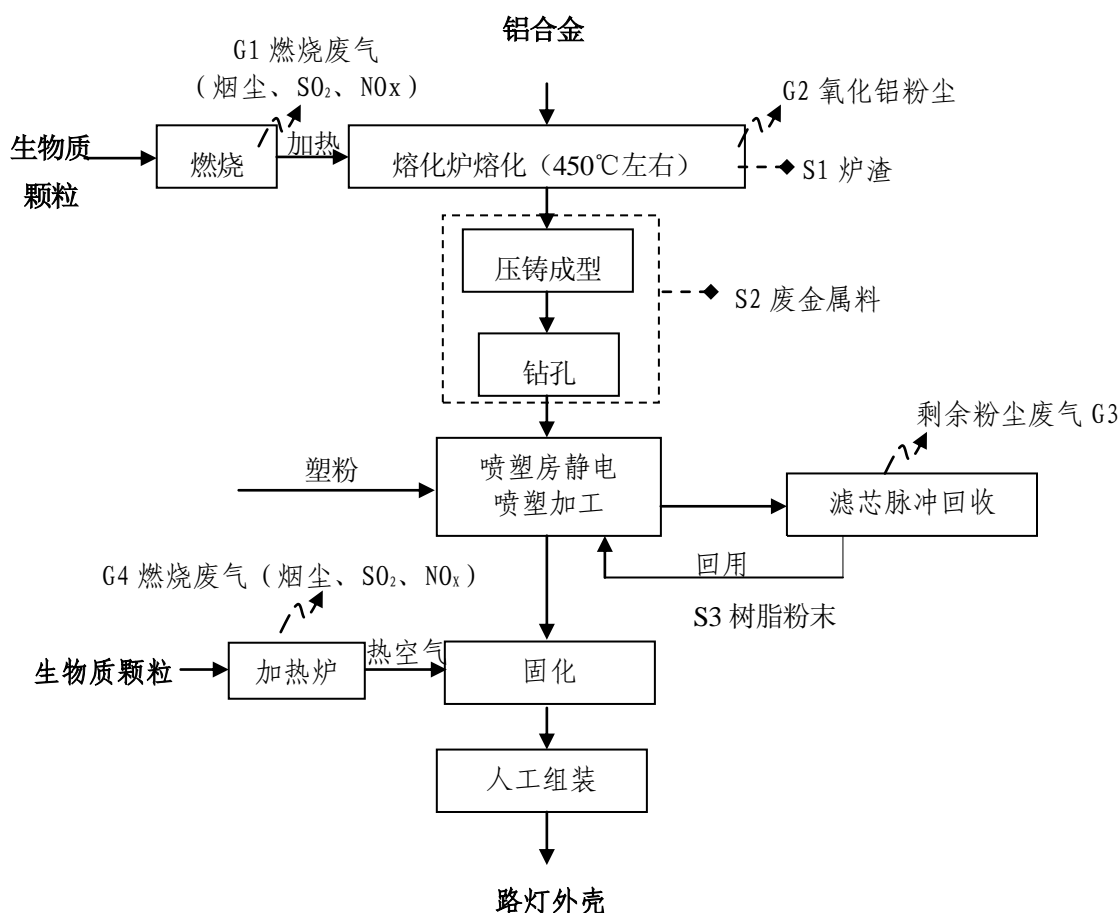 铝合金
G1 燃烧废气
（烟尘、SO₂、NOx）
G2 氧化铝粉尘
生物质
颗粒
燃烧
加热
熔化炉熔化（450℃左右）
S1 炉渣
压铸成型
S2 废金属料
钻孔
剩余粉尘废气 G3
塑粉
喷塑房静电
喷塑加工
滤芯脉冲回收
回用
G4 燃烧废气（烟尘、SO₂、NOₓ）
S3 树脂粉末
生物质颗粒
加热炉
热空气
固化
人工组装
路灯外壳